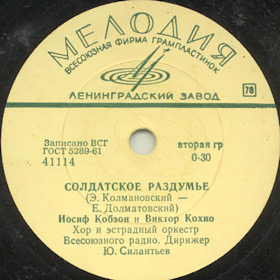 МЕЛОДИЯ
ВСЕСОЮЗНАЯ ФИРМА ГРАМПЛАСТИНОК
ЛЕНИНГРАДСКИЙ ЗАВОД
78
Записано ВСГ
ГОСТ 5289-61
41114
вторая гр
0-30
СОЛДАТСКОЕ РАЗДУМЬЕ
(Э. Колмановский —
Е. Долматовский)
Иосиф Кобзон и Виктор Кохно
Хор и эстрадный оркестр
Всесоюзного радио. Дирижер
Ю. Силантьев